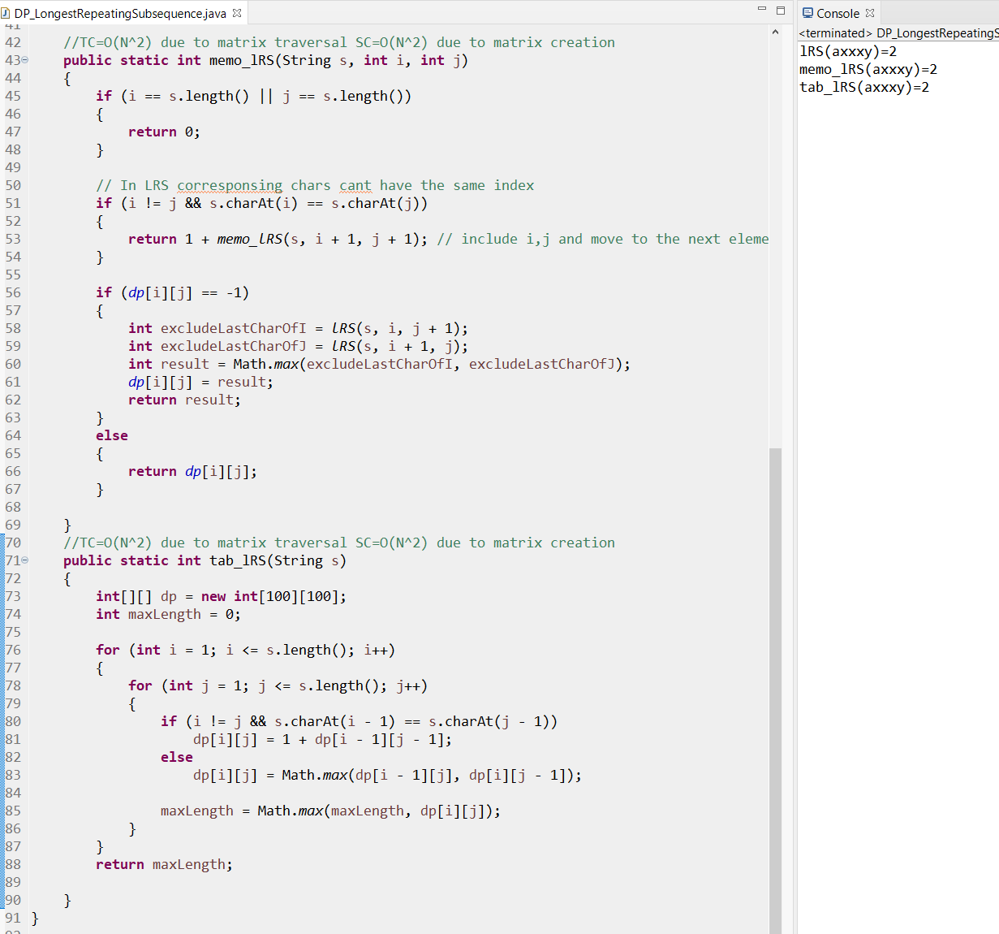 DP_LongestRepeatingSubsequence.java
41
42 //TC=O(N^2) due to matrix traversal SC=O(N^2) due to matrix creation
43 public static int memo_lRS(String s, int i, int j)
44 {
45 if (i == s.length() || j == s.length())
46 {
47 return 0;
48 }
49
50 // In LRS corresponsing chars cant have the same index
51 if (i != j && s.charAt(i) == s.charAt(j))
52 {
53 return 1 + memo_lRS(s, i + 1, j + 1); // include i,j and move to the next eleme
54 }
55
56 if (dp[i][j] == -1)
57 {
58 int excludeLastCharOfI = lRS(s, i, j + 1);
59 int excludeLastCharOfJ = lRS(s, i + 1, j);
60 int result = Math.max(excludeLastCharOfI, excludeLastCharOfJ);
61 dp[i][j] = result;
62 return result;
63 }
64 else
65 {
66 return dp[i][j];
67 }
68
69 }
70 //TC=O(N^2) due to matrix traversal SC=O(N^2) due to matrix creation
71 public static int tab_lRS(String s)
72 {
73 int[][] dp = new int[100][100];
74 int maxLength = 0;
75
76 for (int i = 1; i <= s.length(); i++)
77 {
78 for (int j = 1; j <= s.length(); j++)
79 {
80 if (i != j && s.charAt(i - 1) == s.charAt(j - 1))
81 dp[i][j] = 1 + dp[i - 1][j - 1];
82 else
83 dp[i][j] = Math.max(dp[i - 1][j], dp[i][j - 1]);
84
85 maxLength = Math.max(maxLength, dp[i][j]);
86 }
87 }
88 return maxLength;
89
90 }
91 }
Console
<terminated> DP_LongestRepeatingS
lRS(axxxy)=2
memo_lRS(axxxy)=2
tab_lRS(axxxy)=2